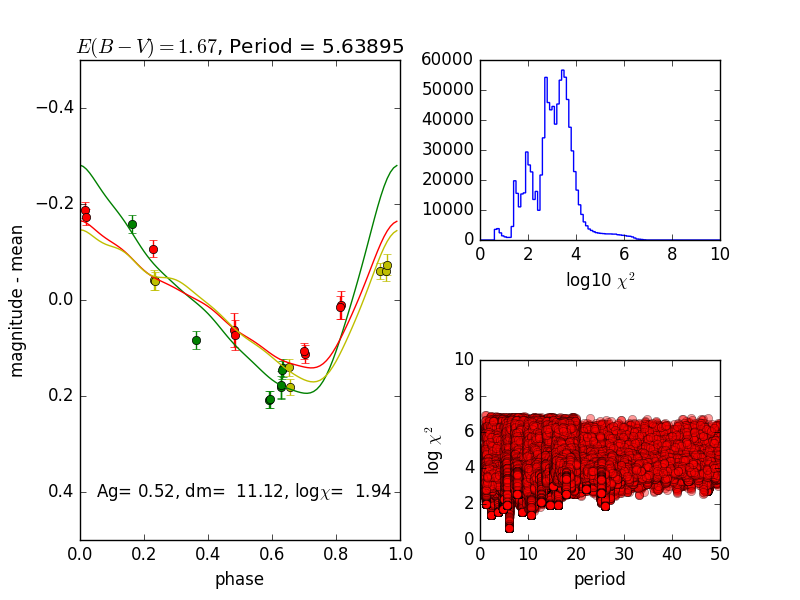 E(B − V) = 1.67, Period = 5.63895
−0.4
−0.2
0.0
0.2
0.4
magnitude - mean
Ag= 0.52, dm= 11.12, logχ= 1.94
0.0 0.2 0.4 0.6 0.8 1.0
phase
60000
50000
40000
30000
20000
10000
0
0 2 4 6 8 10
log10 χ²
10
8
6
4
2
0
log χ²
0 10 20 30 40 50
period